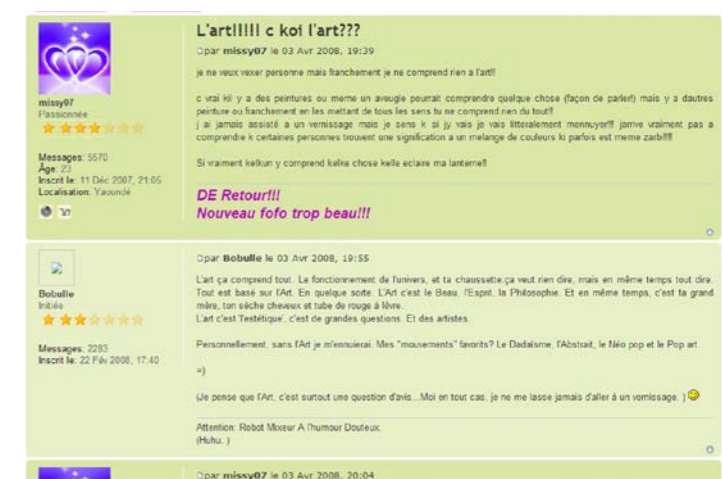 L'art!!!!! c koi l'art???
par missy07 le 03 Avr 2008, 19:39
missy07
Passionnée
Messages: 5570
Âge: 23
Inscrit le: 11 Déc 2007, 21:05
Localisation: Yaoundé
je ne veux vexer personne mais franchement je ne comprend rien a l'art!!
c vrai kil y a des peintures ou meme un aveugle pourrait comprendre quelque chose (façon de parler!) mais y a dautres
peinture ou franchement en les mettant de tous les sens tu ne comprend rien du tout!!
j ai jamais assisté a un vernissage mais je sens k si jy vais je vais litteralement mennuyer!!! jarrive vraiment pas a
comprendre k certaines personnes trouvent une signification a un melange de couleurs ki parfois est meme zarb!!!!
Si vraiment kelkun y comprend kelke chose kelle eclaire ma lanterne!!
DE Retour!!!
Nouveau fofo trop beau!!!
par Bobulle le 03 Avr 2008, 19:55
Bobulle
Initiée
Messages: 2283
Inscrit le: 22 Fév 2008, 17:40
L'art ça comprend tout. Le fonctionnement de l'univers, et ta chaussette.ça veut rien dire, mais en même temps tout dire.
Tout est basé sur l'Art. En quelque sorte. L'Art c'est le Beau, l'Esprit, la Philosophie. Et en même temps, c'est ta grand
mère, ton sèche cheveux et tube de rouge à lèvre.
L'art c'est 'l'estétique', c'est de grandes questions. Et des artistes.
Personnellement, sans l'Art je m'ennuierai. Mes "mouvements" favorits? Le Dadaïsme, l'Abstrait, le Néo pop et le Pop art.
=)
(Je pense que l'Art, c'est surtout une question d'avis...Moi en tout cas, je ne me lasse jamais d'aller à un vernissage. )
Attention: Robot Mixeur A l'humour Douteux.
(Huhu. )
par missy07 le 03 Avr 2008, 20:04